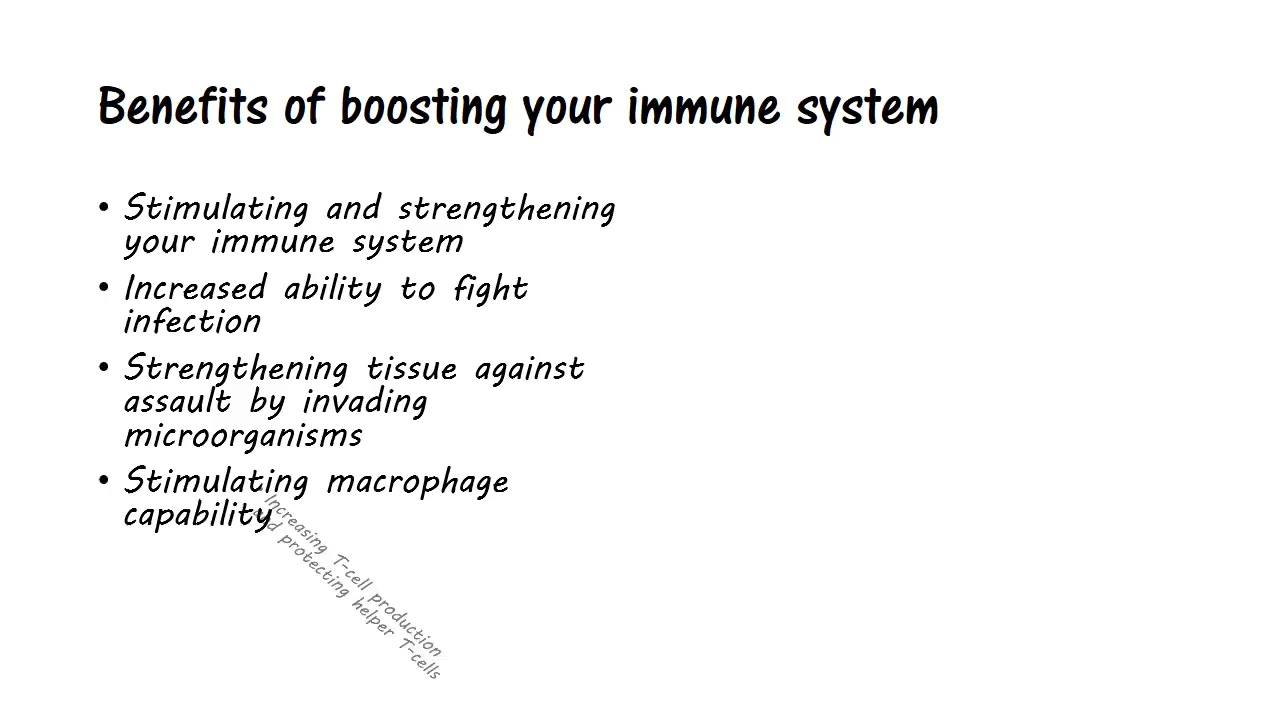 Benefits of boosting your immune system
• Stimulating and strengthening
your immune system
• Increased ability to fight
infection
• Strengthening tissue against
assault by invading
microorganisms
• Stimulating macrophage
capability
• Increasing T-cell production
and protecting helper T-cells